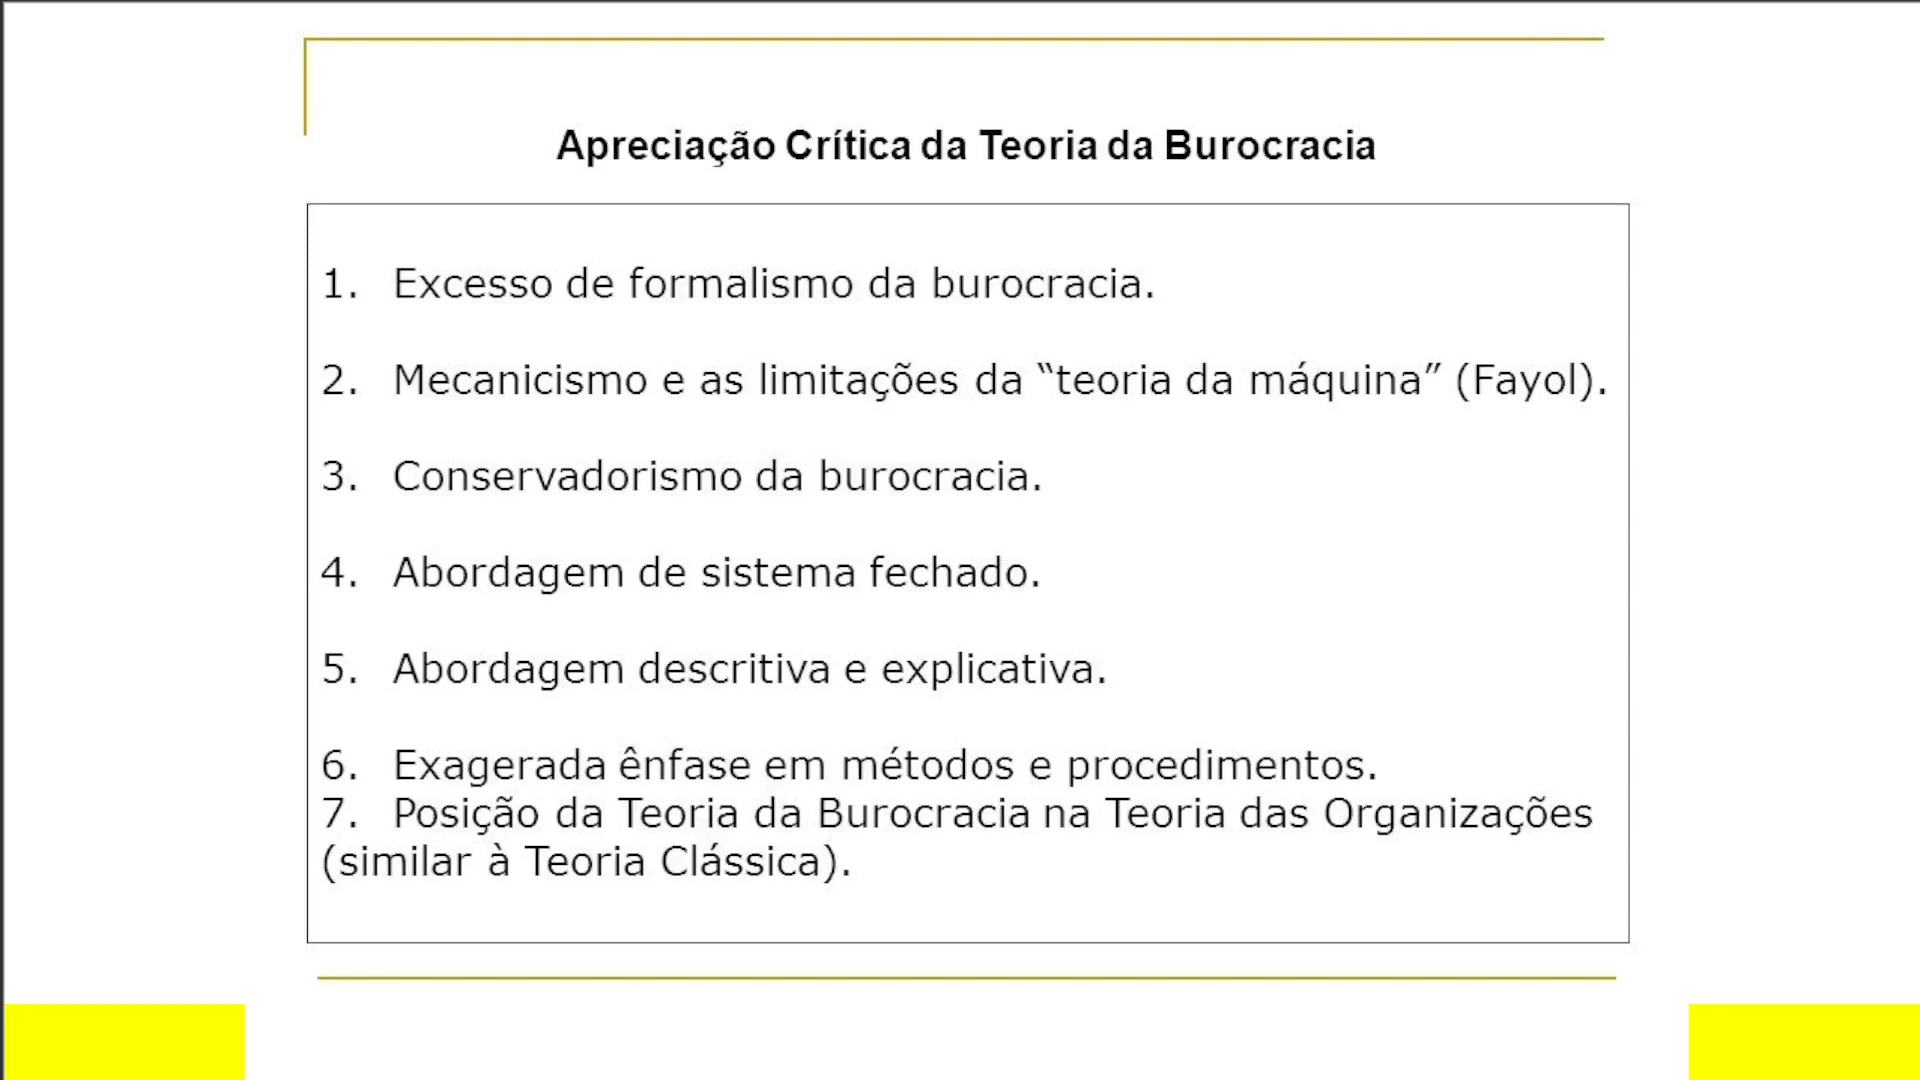 Apreciação Crítica da Teoria da Burocracia
1. Excesso de formalismo da burocracia.
2. Mecanicismo e as limitações da “teoria da máquina” (Fayol).
3. Conservadorismo da burocracia.
4. Abordagem de sistema fechado.
5. Abordagem descritiva e explicativa.
6. Exagerada ênfase em métodos e procedimentos.
7. Posição da Teoria da Burocracia na Teoria das Organizações
(similar à Teoria Clássica).